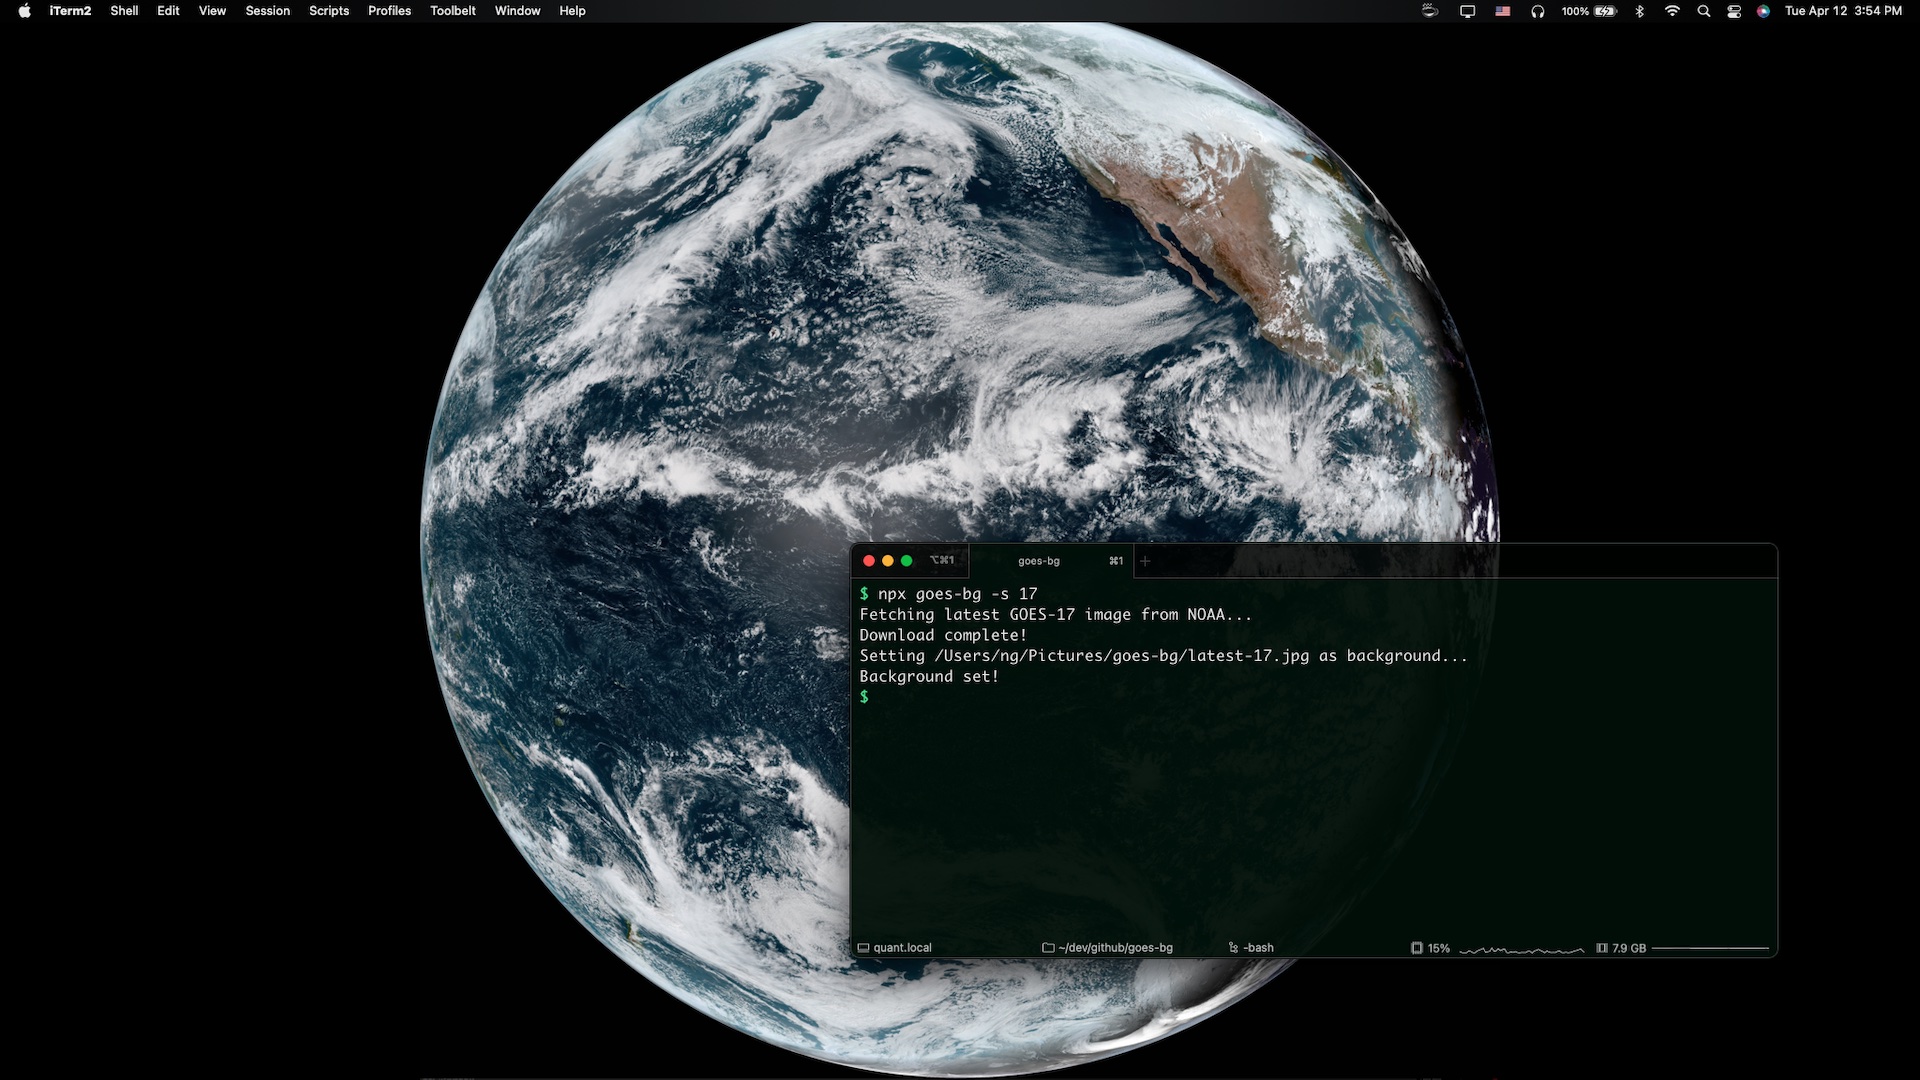 iTerm2 Shell Edit View Session Scripts Profiles Toolbelt Window Help 100% Tue Apr 12 3:54 PM
⌥⌘1 goes-bg ⌘1 +
$ npx goes-bg -s 17
Fetching latest GOES-17 image from NOAA...
Download complete!
Setting /Users/ng/Pictures/goes-bg/latest-17.jpg as background...
Background set!
$
quant.local ~/dev/github/goes-bg -bash 15% 7.9 GB